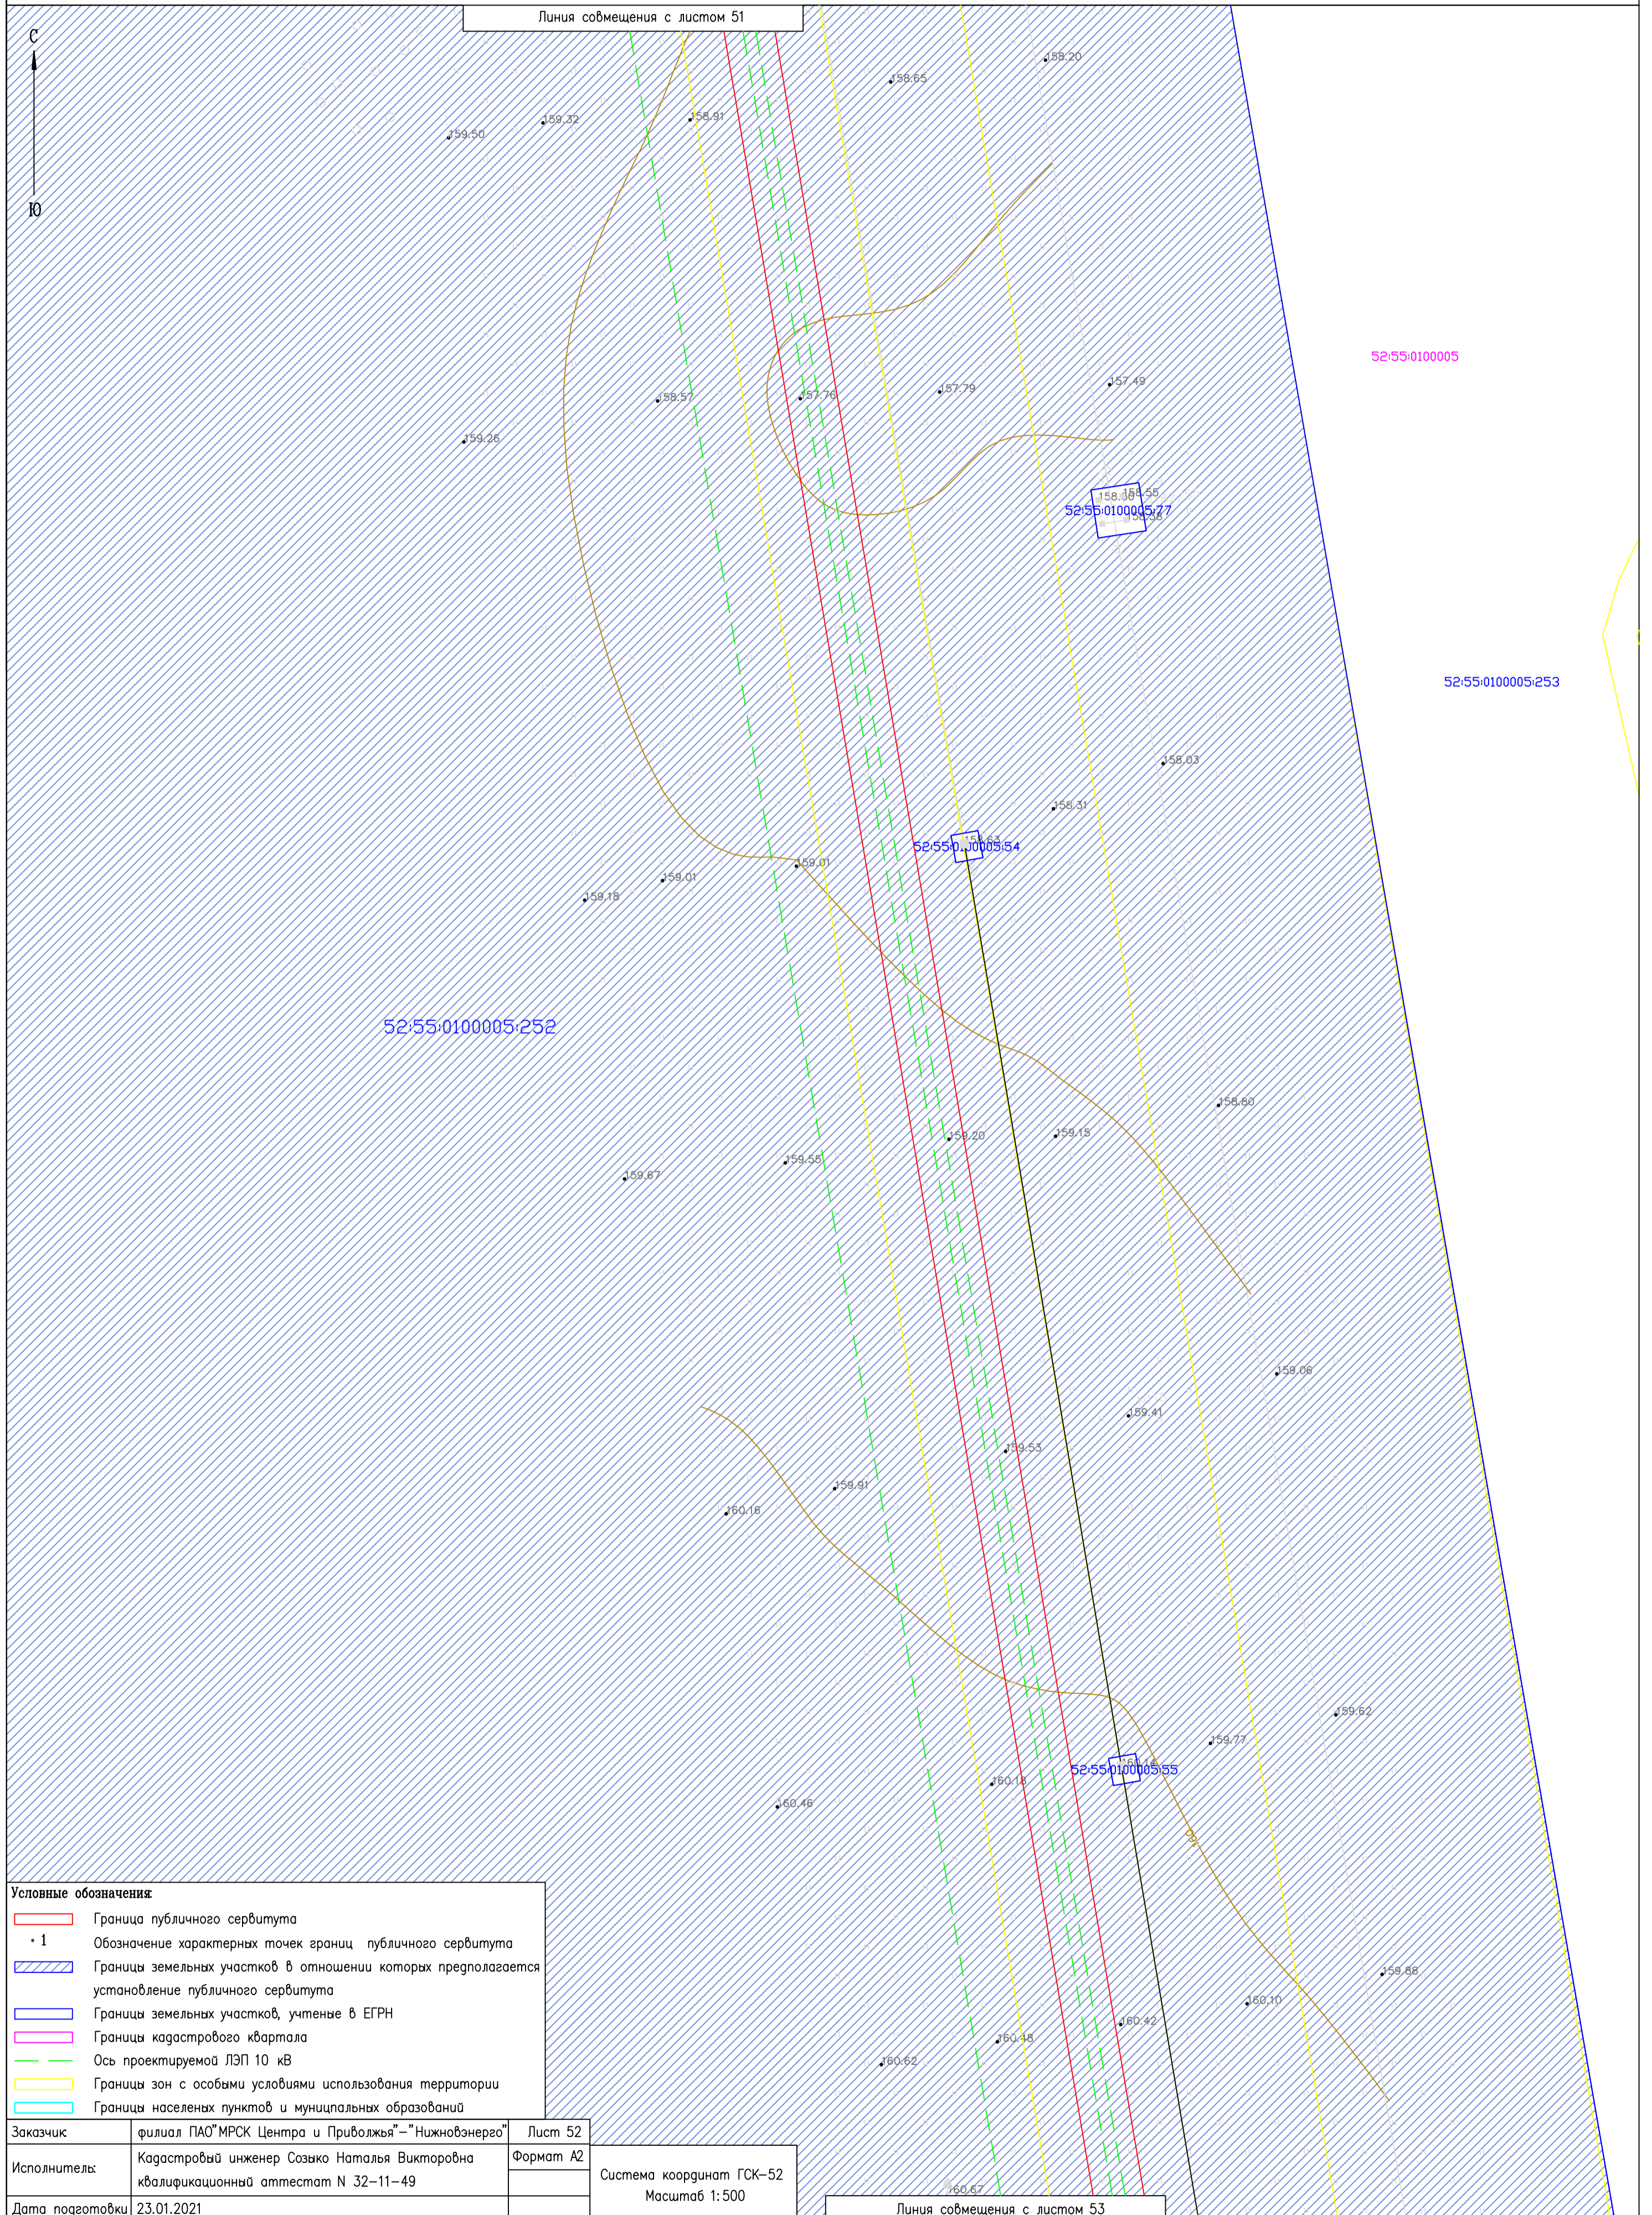 Линия совмещения с листом 51
С
Ю
158.20
158.65
158.91
159.32
159.50
52:55:0100005
157.49
157.79
157.76
158.57
159.26
158.55
52:55:0100005:77
52:55:0100005:253
158.03
158.31
159.01
159.01
159.18
52:55:0100005:252
158.80
159.15
159.20
159.55
159.67
159.06
159.41
159.53
159.91
160.16
159.62
159.77
52:55:0100005:55
160.18
160.46
160
159.88
160.10
160.42
160.48
160.62
160.67
Условные обозначения:
Граница публичного сервитута
1 Обозначение характерных точек границ публичного сервитута
Границы земельных участков в отношении которых предполагается
установление публичного сервитута
Границы земельных участков, учтеные в ЕГРН
Границы кадастрового квартала
Ось проектируемой ЛЭП 10 кВ
Границы зон с особыми условиями использования территории
Границы населеных пунктов и муницпальных образований
Заказчик: филиал ПАО"МРСК Центра и Приволжья"-"Нижновэнерго" Лист 52
Исполнитель: Кадастровый инженер Созыко Наталья Викторовна Формат А2
квалификационный аттестат N 32-11-49
Дата подготовки 23.01.2021
Система координат ГСК-52
Масштаб 1:500
Линия совмещения с листом 53